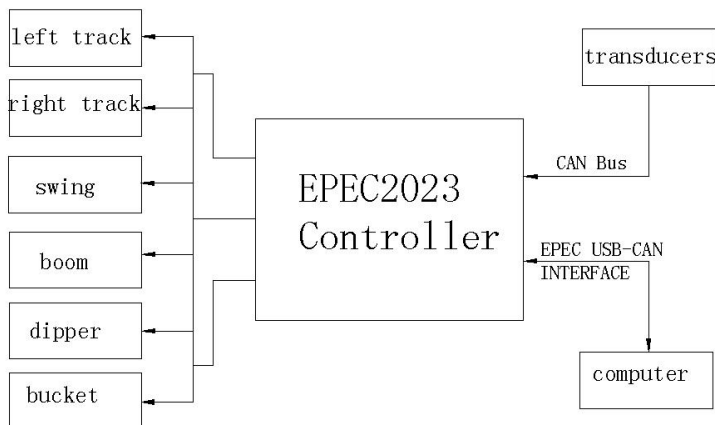 left track
right track
swing
boom
dipper
bucket
EPEC2023
Controller
transducers
CAN Bus
EPEC USB-CAN
INTERFACE
computer